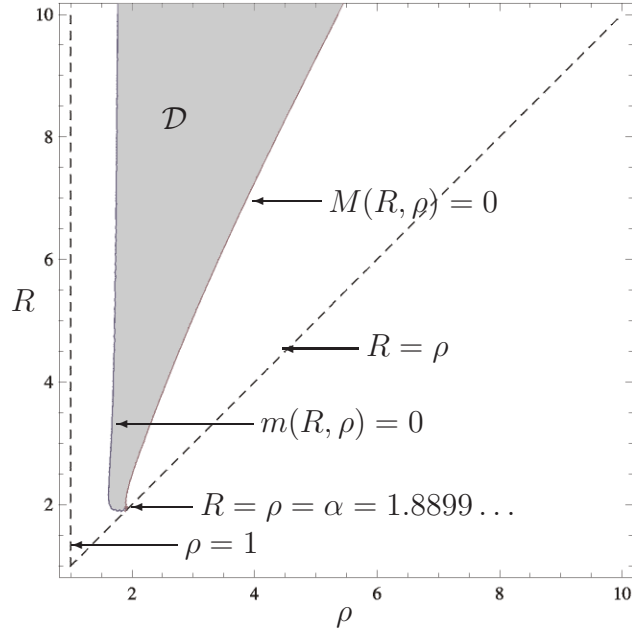 10
𝒟
8
M(R, ρ) = 0
6
R
R = ρ
4
m(R, ρ) = 0
2
R = ρ = α = 1.8899 …
ρ = 1
2 4 6 8 10
ρ